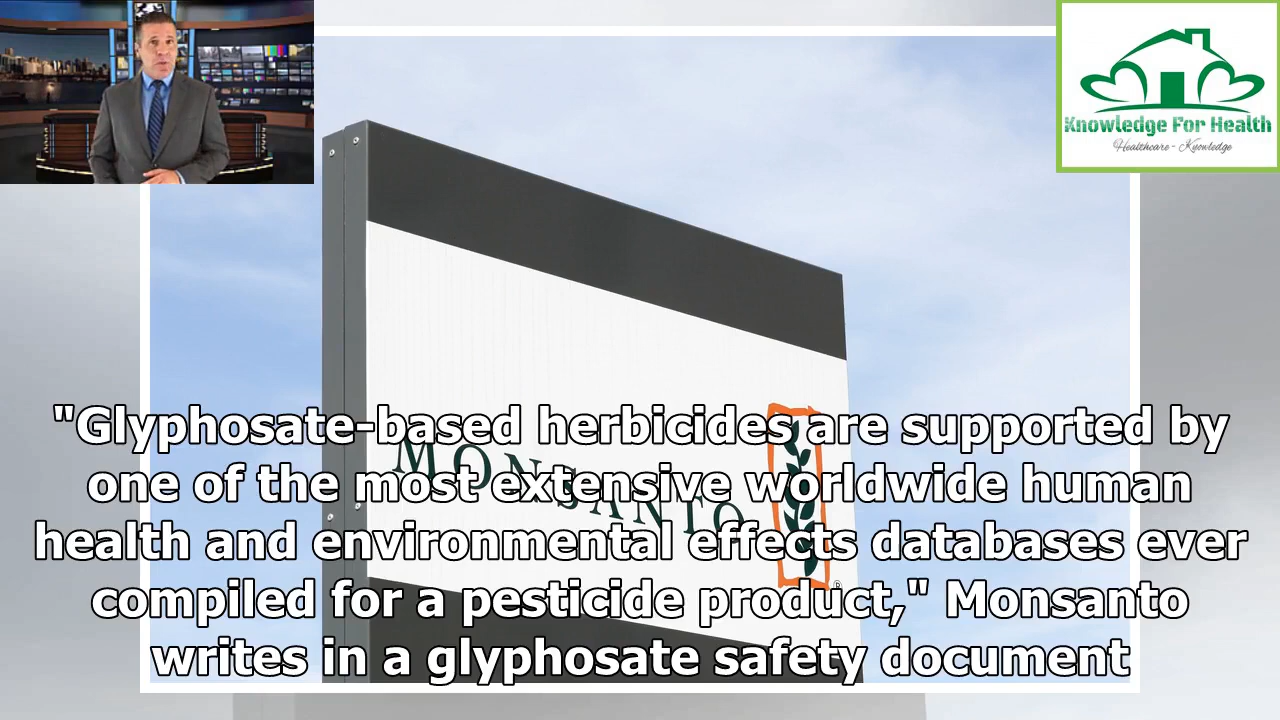 Knowledge For Health
Healthcare - Knowledge
MONSANTO
®
"Glyphosate-based herbicides are supported by
one of the most extensive worldwide human
health and environmental effects databases ever
compiled for a pesticide product," Monsanto
writes in a glyphosate safety document